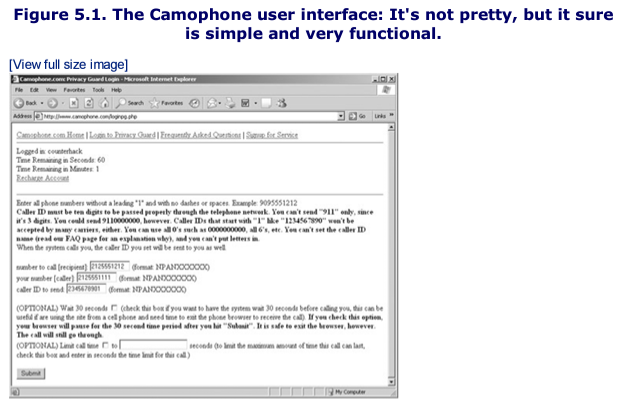 Figure 5.1. The Camophone user interface: It's not pretty, but it sure
is simple and very functional.
[View full size image]
Camophone.com: Privacy Guard Login - Microsoft Internet Explorer
File Edit View Favorites Tools Help
Back Search Favorites
Address http://www.camophone.com/loginpg.php Go Links »
Camophone.com Home | Login to Privacy Guard | Frequently Asked Questions | Signup for Service
Logged in: counterhack
Time Remaining in Seconds: 60
Time Remaining in Minutes: 1
Recharge Account
Enter all phone numbers without a leading "1" and with no dashes or spaces. Example: 9095551212
Caller ID must be ten digits to be passed properly through the telephone network. You can't send "911" only, since
it's 3 digits. You could send 9110000000, however. Caller IDs that start with "1" like "1234567890" won't be
accepted by many carriers, either. You can use all 0's such as 0000000000, all 6's, etc. You can't set the caller ID
name (read our FAQ page for an explanation why), and you can't put letters in.
When the system calls you, the caller ID you set will be sent to you as well.
number to call [recipient]: 2125551212 (format: NPANXXXXXX)
your number [caller]: 2125551111 (format: NPANXXXXXX)
caller ID to send: 2345678901 (format: NPANXXXXXX)
(OPTIONAL) Wait 30 seconds (check this box if you want to have the system wait 30 seconds before calling you, this can be
useful if are using the site from a cell phone and need time to exit the phone browser to receive the call). If you check this option,
your browser will pause for the 30 second time period after you hit "Submit". It is safe to exit the browser, however.
The call will still go through.
(OPTIONAL) Limit call time to seconds (to limit the maximum amount of time this call can last,
check this box and enter in seconds the time limit for this call.)
Submit
My Computer